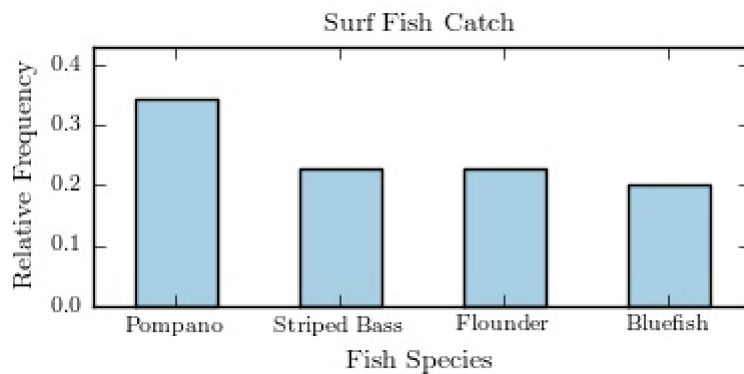 Surf Fish Catch
Relative Frequency
0.4
0.3
0.2
0.1
0.0
Pompano Striped Bass Flounder Bluefish
Fish Species